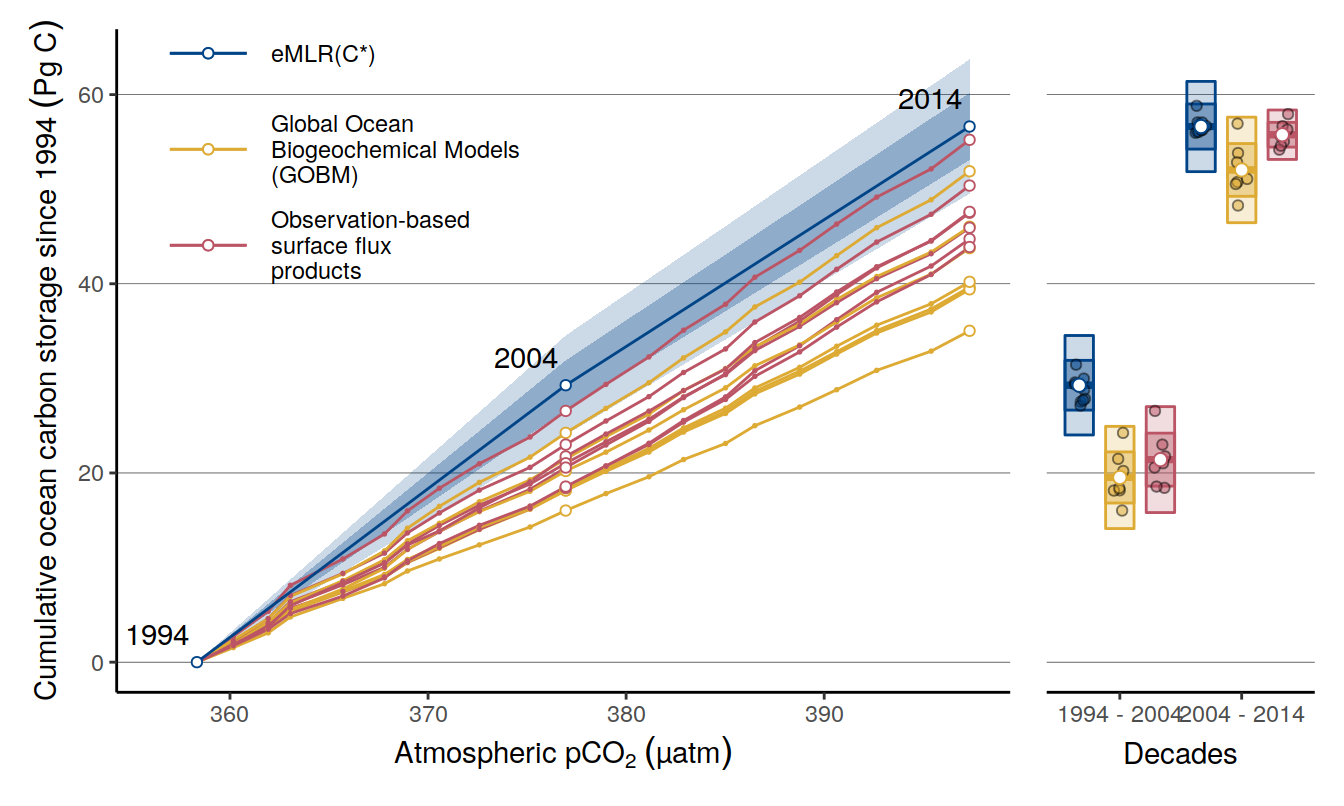 Cumulative ocean carbon storage since 1994 (Pg C)
60
40
20
0
eMLR(C*)
Global Ocean
Biogeochemical Models
(GOBM)
Observation-based
surface flux
products
1994
2004
2014
360
370
380
390
Atmospheric pCO₂ (µatm)
1994 - 2004
2004 - 2014
Decades